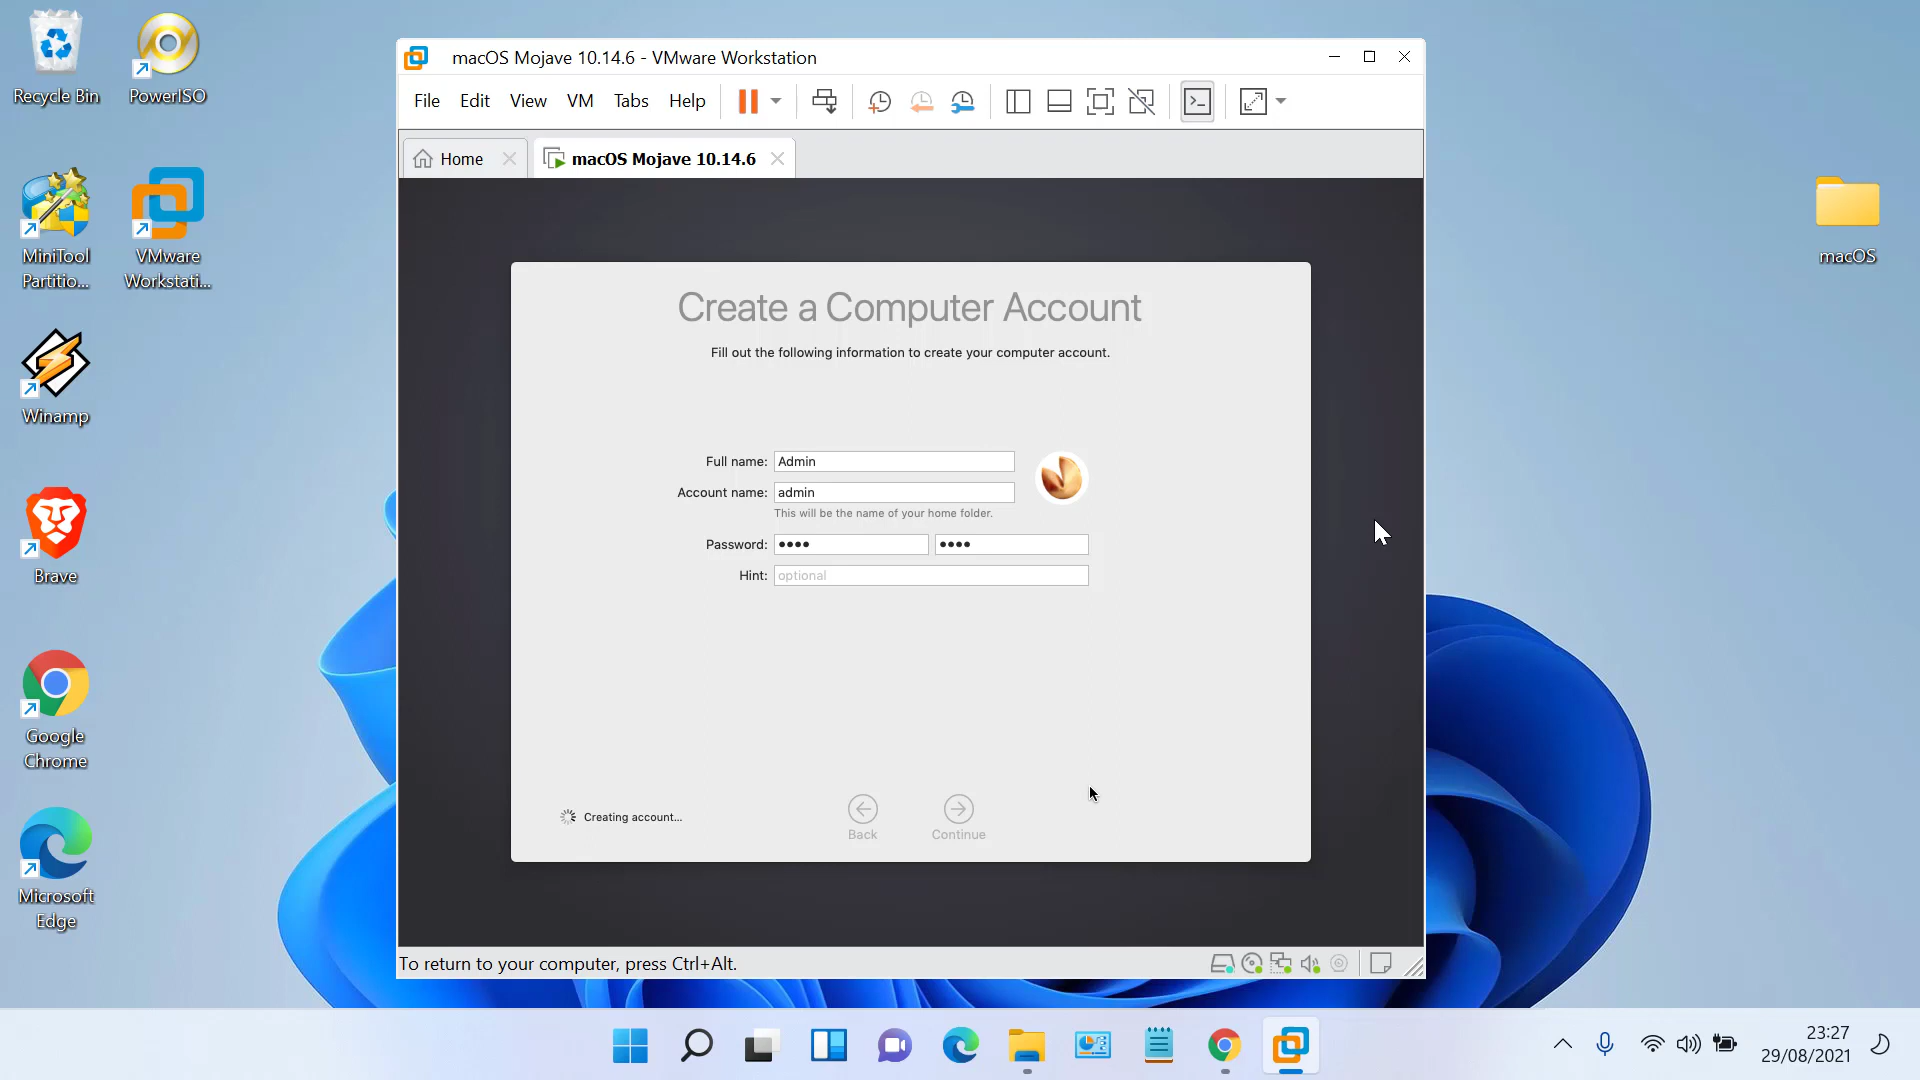 Recycle Bin
PowerISO
MiniTool
Partitio...
VMware
Workstati...
Winamp
Brave
Google
Chrome
Microsoft
Edge
macOS
macOS Mojave 10.14.6 - VMware Workstation
File Edit View VM Tabs Help
Home
macOS Mojave 10.14.6
Create a Computer Account
Fill out the following information to create your computer account.
Full name: Admin
Account name: admin
This will be the name of your home folder.
Password: •••• ••••
Hint: optional
Creating account...
Back
Continue
To return to your computer, press Ctrl+Alt.
23:27
29/08/2021